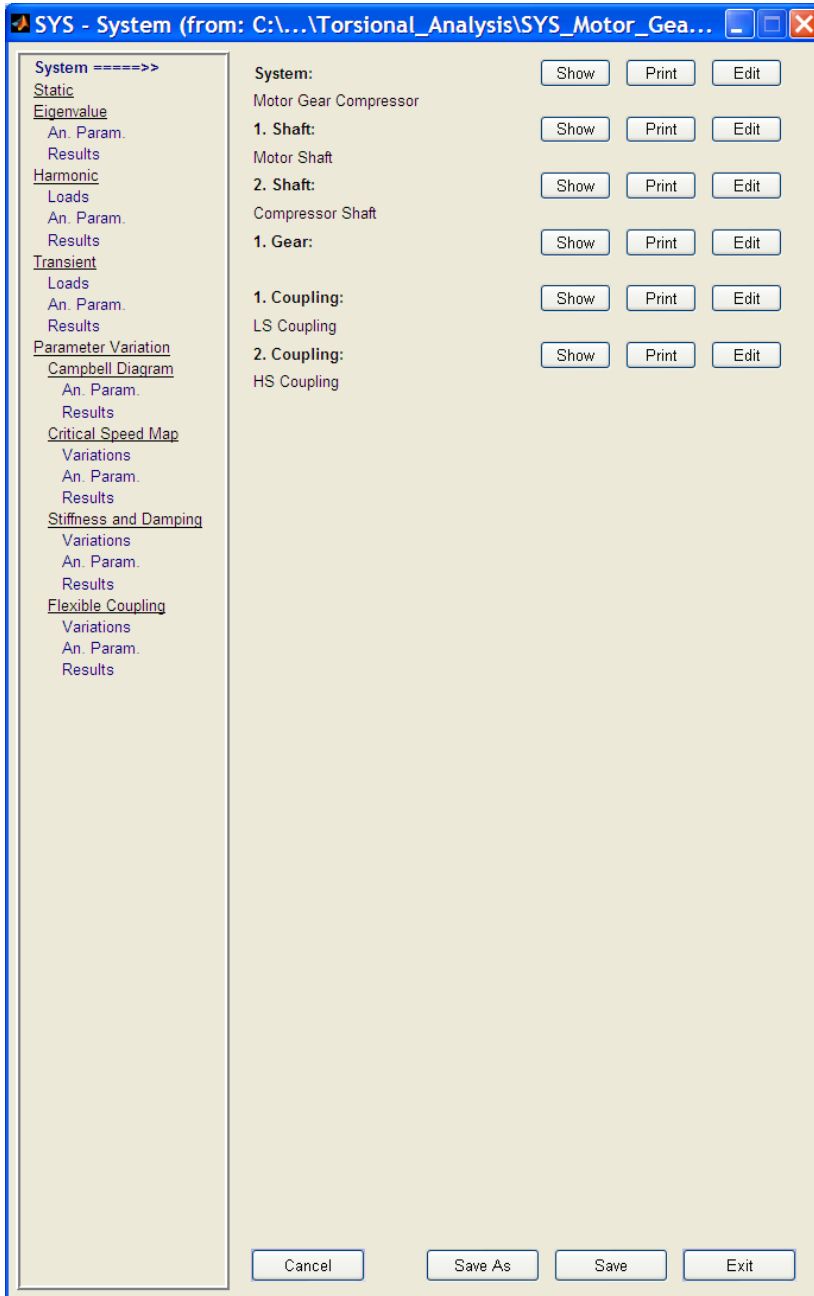 SYS - System (from: C:\...\Torsional_Analysis\SYS_Motor_Gea...
System =====>>
Static
Eigenvalue
An. Param.
Results
Harmonic
Loads
An. Param.
Results
Transient
Loads
An. Param.
Results
Parameter Variation
Campbell Diagram
An. Param.
Results
Critical Speed Map
Variations
An. Param.
Results
Stiffness and Damping
Variations
An. Param.
Results
Flexible Coupling
Variations
An. Param.
Results
System: Show Print Edit
Motor Gear Compressor
1. Shaft: Show Print Edit
Motor Shaft
2. Shaft: Show Print Edit
Compressor Shaft
1. Gear: Show Print Edit
1. Coupling: Show Print Edit
LS Coupling
2. Coupling: Show Print Edit
HS Coupling
Cancel Save As Save Exit